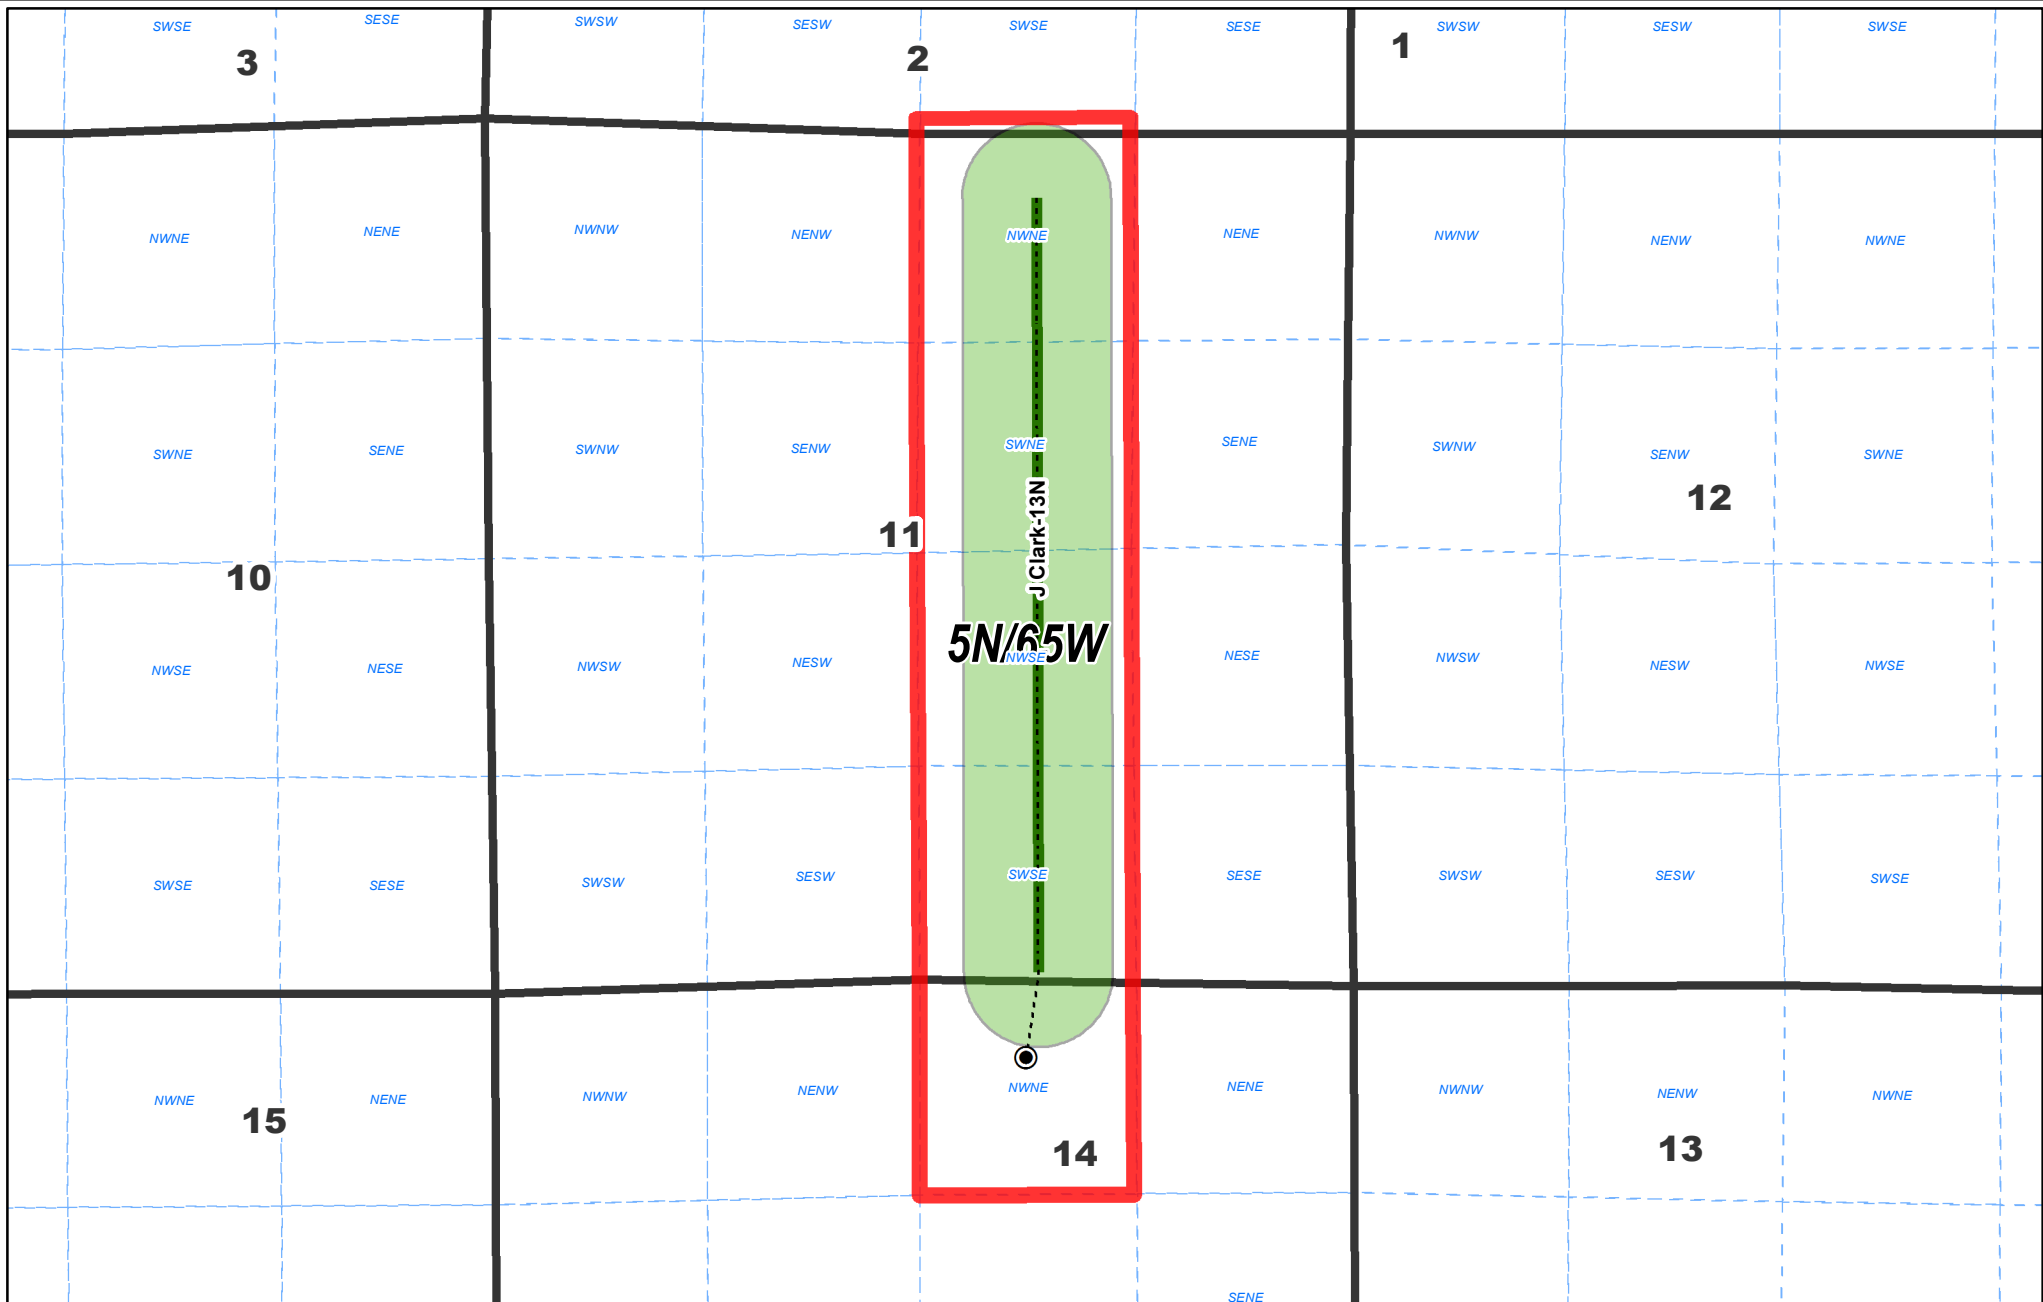 SWSE SESE SWSW SESW SWSE SESE SWSW SESW SWSE
3 2 1
NWNE NENE NWNW NENW NWNE NENE NWNW NENW NWNE
SWNE SENE SWNW SENW SWNE SENE SWNW SENW SWNE
10 11 12
J Clark-13N
5N/65W
NWSE NESE NWSW NESW NWSE NESE NWSW NESW NWSE
SWSE SESE SWSW SESW SWSE SESE SWSW SESW SWSE
NWNE NENE NWNW NENW NWNE NENE NWNW NENW NWNE
15 14 13
SENE